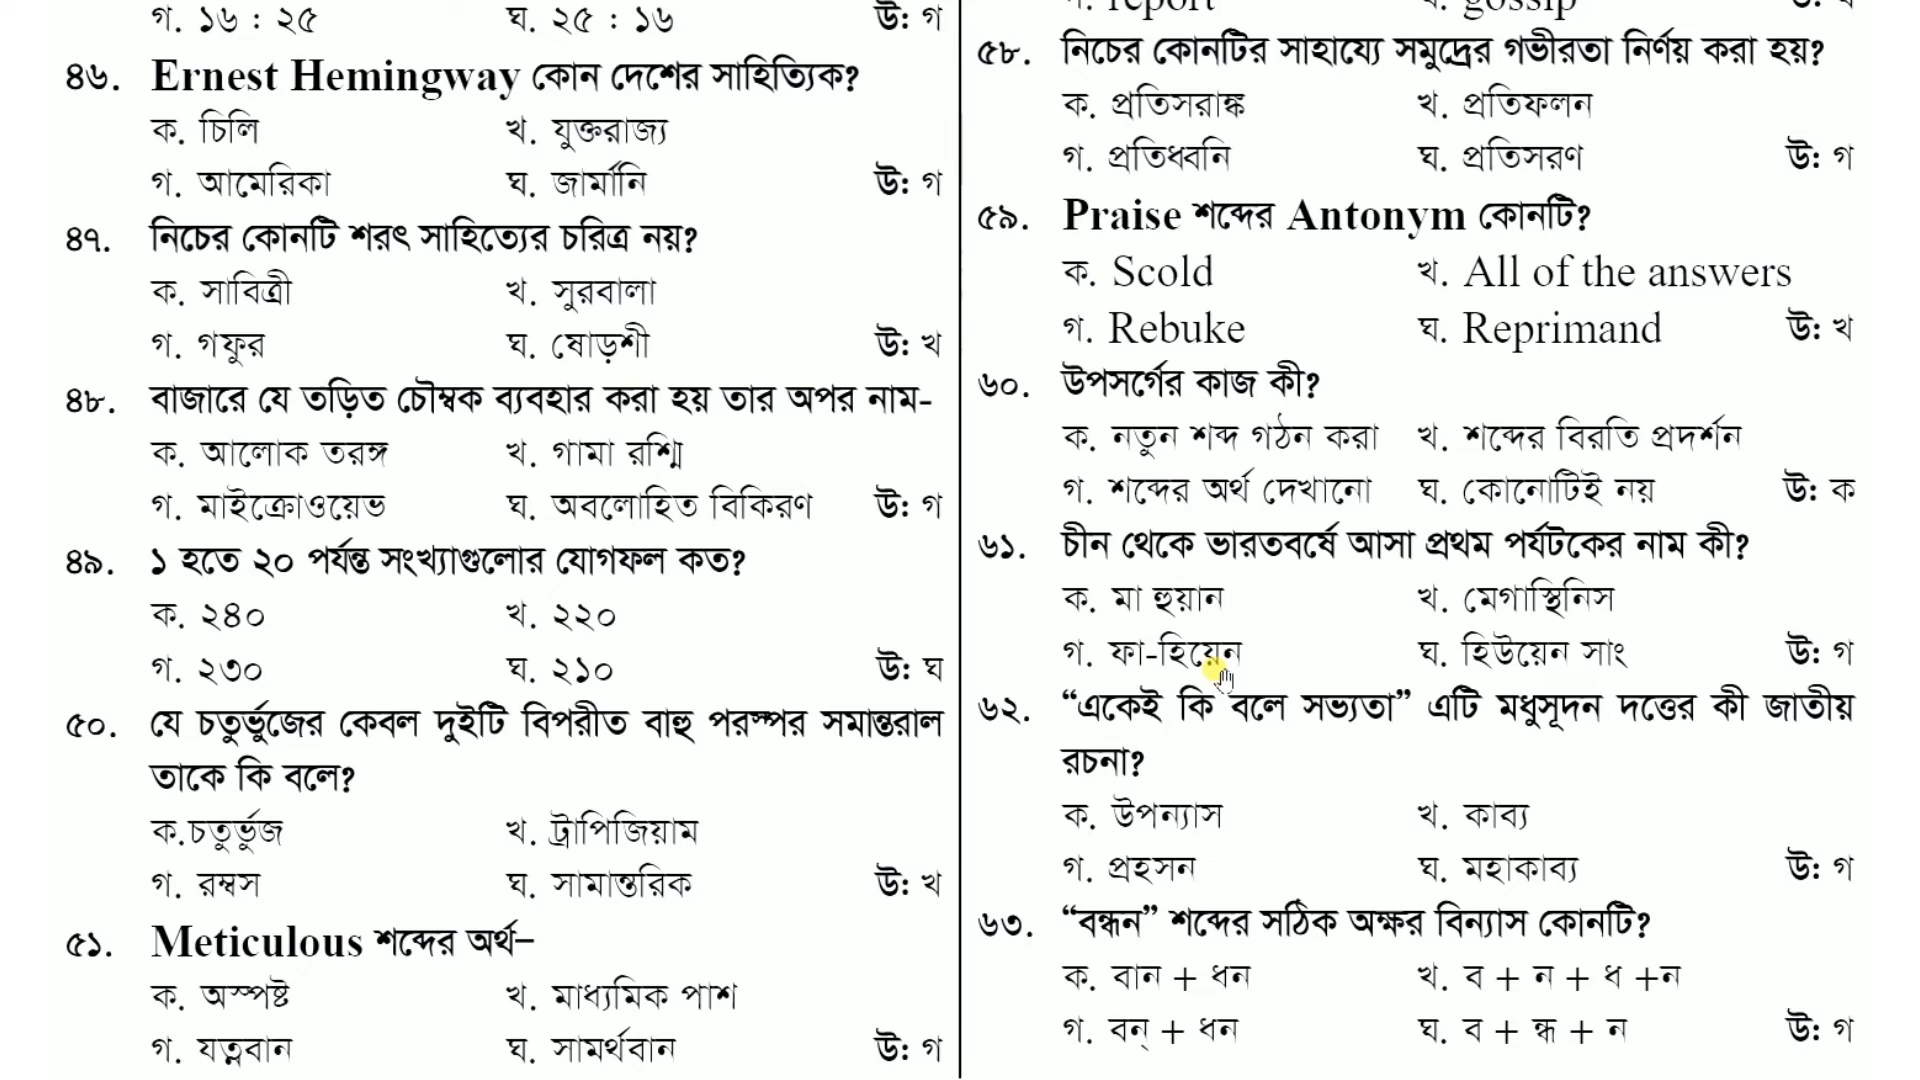 গ. ১৬ : ২৫ ঘ. ২৫ : ১৬ উ: গ
৪৬. Ernest Hemingway কোন দেশের সাহিত্যিক?
ক. চিলি খ. যুক্তরাজ্য
গ. আমেরিকা ঘ. জার্মানি উ: গ
৪৭. নিচের কোনটি শরৎ সাহিত্যের চরিত্র নয়?
ক. সাবিত্রী খ. সুরবালা
গ. গফুর ঘ. ষোড়শী উ: খ
৪৮. বাজারে যে তড়িত চৌম্বক ব্যবহার করা হয় তার অপর নাম-
ক. আলোক তরঙ্গ খ. গামা রশ্মি
গ. মাইক্রোওয়েভ ঘ. অবলোহিত বিকিরণ উ: গ
৪৯. ১ হতে ২০ পর্যন্ত সংখ্যাগুলোর যোগফল কত?
ক. ২৪০ খ. ২২০
গ. ২৩০ ঘ. ২১০ উ: ঘ
৫০. যে চতুর্ভুজের কেবল দুইটি বিপরীত বাহু পরস্পর সমান্তরাল
তাকে কি বলে?
ক.চতুর্ভুজ খ. ট্রাপিজিয়াম
গ. রম্বস ঘ. সামান্তরিক উ: খ
৫১. Meticulous শব্দের অর্থ–
ক. অস্পষ্ট খ. মাধ্যমিক পাশ
গ. যত্নবান ঘ. সামর্থবান উ: গ
গ. report ঘ. gossip
৫৮. নিচের কোনটির সাহায্যে সমুদ্রের গভীরতা নির্ণয় করা হয়?
ক. প্রতিসরাঙ্ক খ. প্রতিফলন
গ. প্রতিধ্বনি ঘ. প্রতিসরণ উ: গ
৫৯. Praise শব্দের Antonym কোনটি?
ক. Scold খ. All of the answers
গ. Rebuke ঘ. Reprimand উ: খ
৬০. উপসর্গের কাজ কী?
ক. নতুন শব্দ গঠন করা খ. শব্দের বিরতি প্রদর্শন
গ. শব্দের অর্থ দেখানো ঘ. কোনোটিই নয় উ: ক
৬১. চীন থেকে ভারতবর্ষে আসা প্রথম পর্যটকের নাম কী?
ক. মা হুয়ান খ. মেগাস্থিনিস
গ. ফা-হিয়েন ঘ. হিউয়েন সাং উ: গ
৬২. “একেই কি বলে সভ্যতা” এটি মধুসূদন দত্তের কী জাতীয়
রচনা?
ক. উপন্যাস খ. কাব্য
গ. প্রহসন ঘ. মহাকাব্য উ: গ
৬৩. “বন্ধন” শব্দের সঠিক অক্ষর বিন্যাস কোনটি?
ক. বান + ধন খ. ব + ন + ধ +ন
গ. বন্ + ধন ঘ. ব + ন্ধ + ন উ: গ